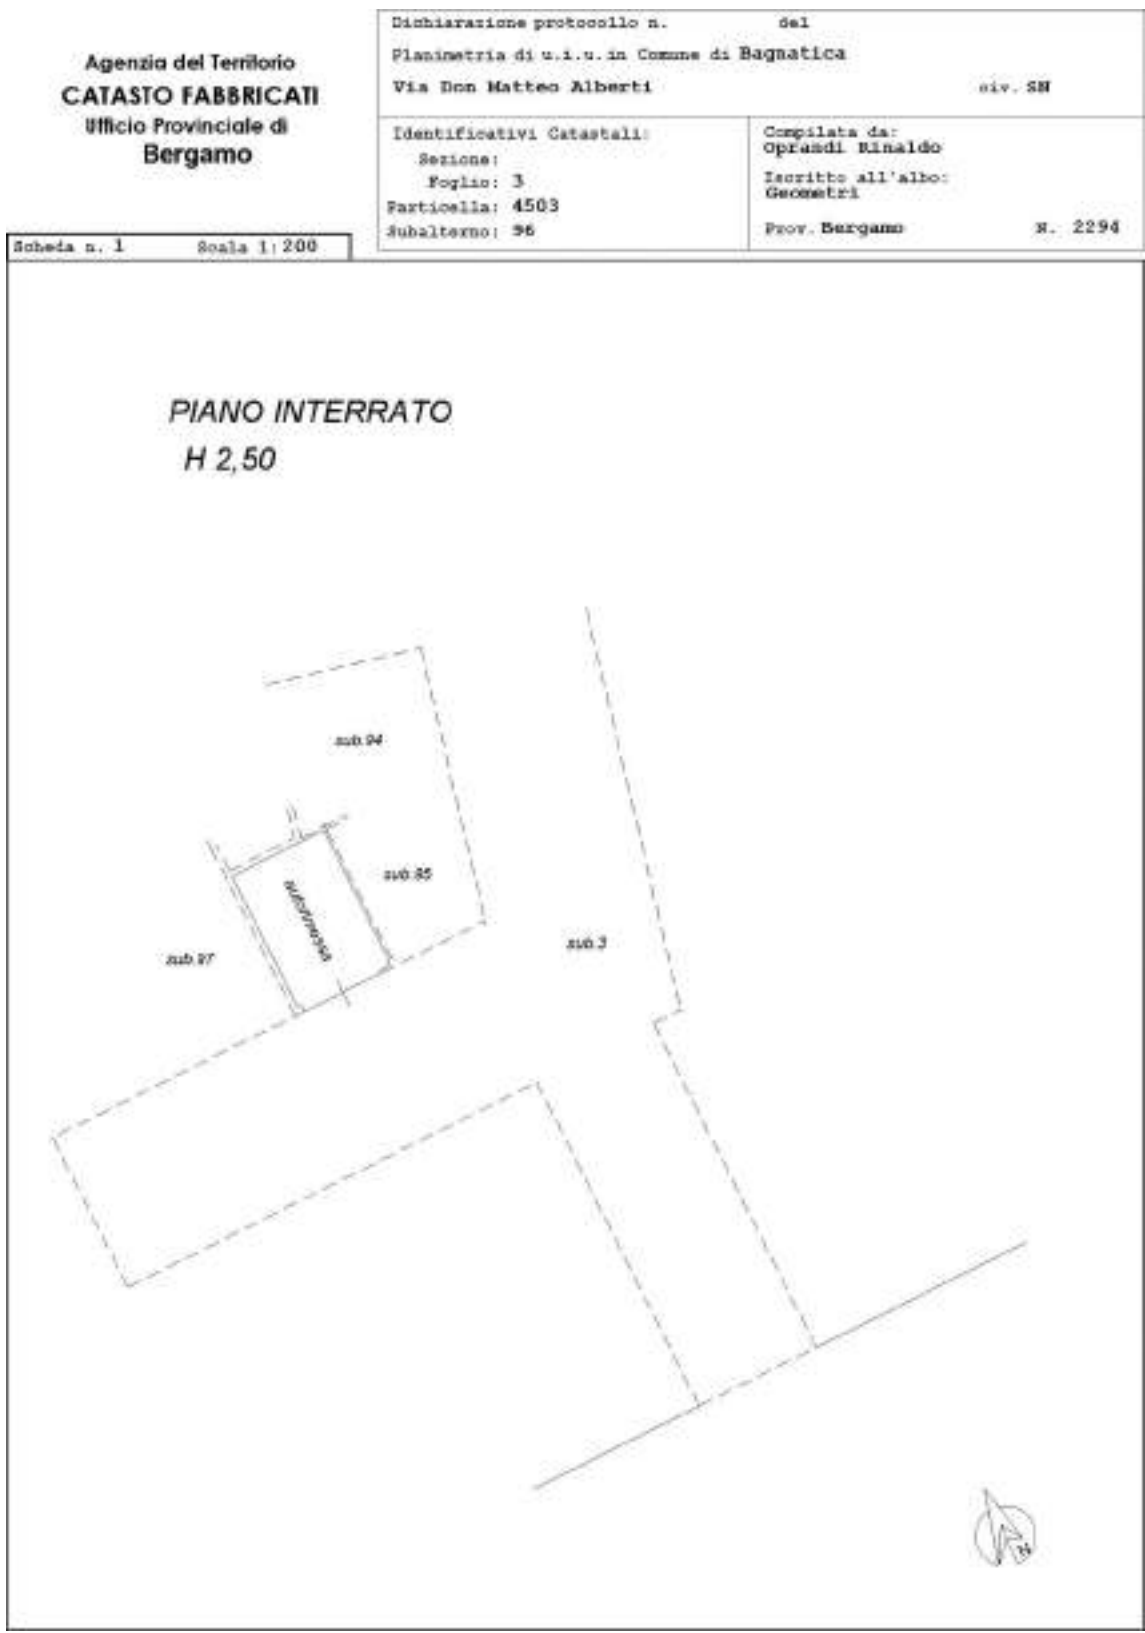 Agenzia del Territorio
CATASTO FABBRICATI
Ufficio Provinciale di
Bergamo
Dichiarazione protocollo n. del
Planimetria di u.i.u. in Comune di Bagnatica
Via Don Matteo Alberti civ. SN
Identificativi Catastali:
Sezione:
Foglio: 3
Particella: 4503
Subalterno: 96
Compilata da:
Oprandi Rinaldo
Iscritto all'albo:
Geometri
Prov. Bergamo N. 2294
Scheda n. 1 Scala 1:200
PIANO INTERRATO
H 2,50
sub.94
sub.95
autorimessa
sub.3
sub.97
N